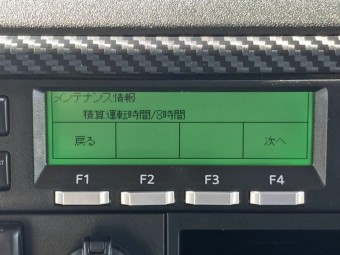 メンテナンス情報
積算運転時間/8時間
戻る 次へ
F1 F2 F3 F4